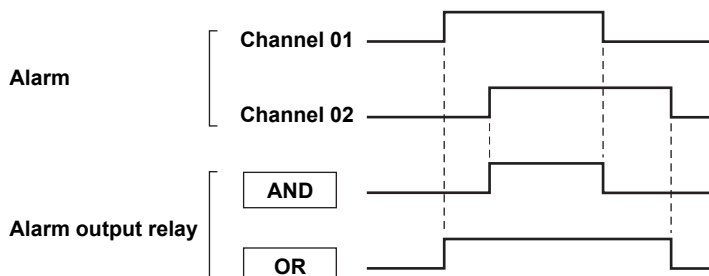 Channel 01
Alarm
Channel 02
AND
Alarm output relay
OR